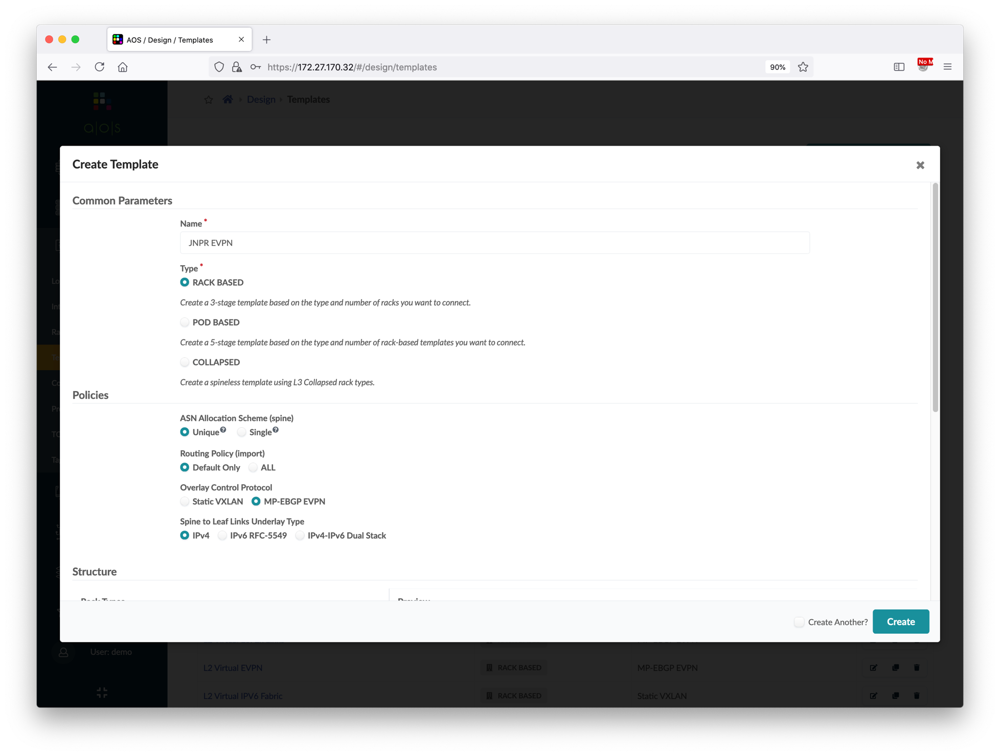 AOS / Design / Templates
https://172.27.170.32/#/design/templates
90%
No M
Design
Templates
a|o|s
Create Template
Common Parameters
Name *
JNPR EVPN
Type *
RACK BASED
Create a 3-stage template based on the type and number of racks you want to connect.
POD BASED
Create a 5-stage template based on the type and number of rack-based templates you want to connect.
COLLAPSED
Create a spineless template using L3 Collapsed rack types.
Policies
ASN Allocation Scheme (spine)
Unique ? Single ?
Routing Policy (import)
Default Only ALL
Overlay Control Protocol
Static VXLAN MP-EBGP EVPN
Spine to Leaf Links Underlay Type
IPv4 IPv6 RFC-5549 IPv4-IPv6 Dual Stack
Structure
Rack Types Preview
Create Another? Create
User: demo
L2 Virtual EVPN RACK BASED MP-EBGP EVPN
L2 Virtual IPV6 Fabric RACK BASED Static VXLAN